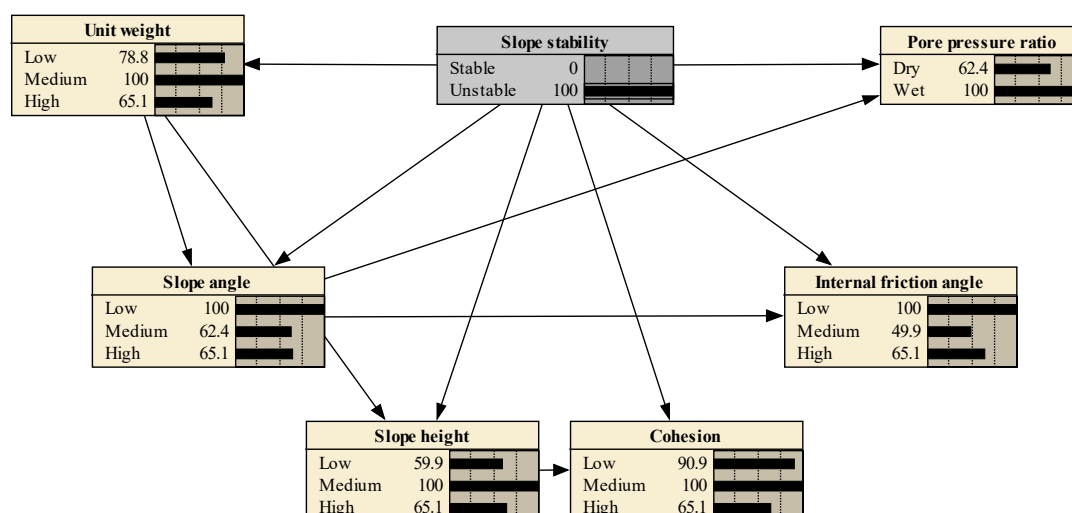 Unit weight
Low 78.8
Medium 100
High 65.1
Slope stability
Stable 0
Unstable 100
Pore pressure ratio
Dry 62.4
Wet 100
Slope angle
Low 100
Medium 62.4
High 65.1
Internal friction angle
Low 100
Medium 49.9
High 65.1
Slope height
Low 59.9
Medium 100
High 65.1
Cohesion
Low 90.9
Medium 100
High 65.1